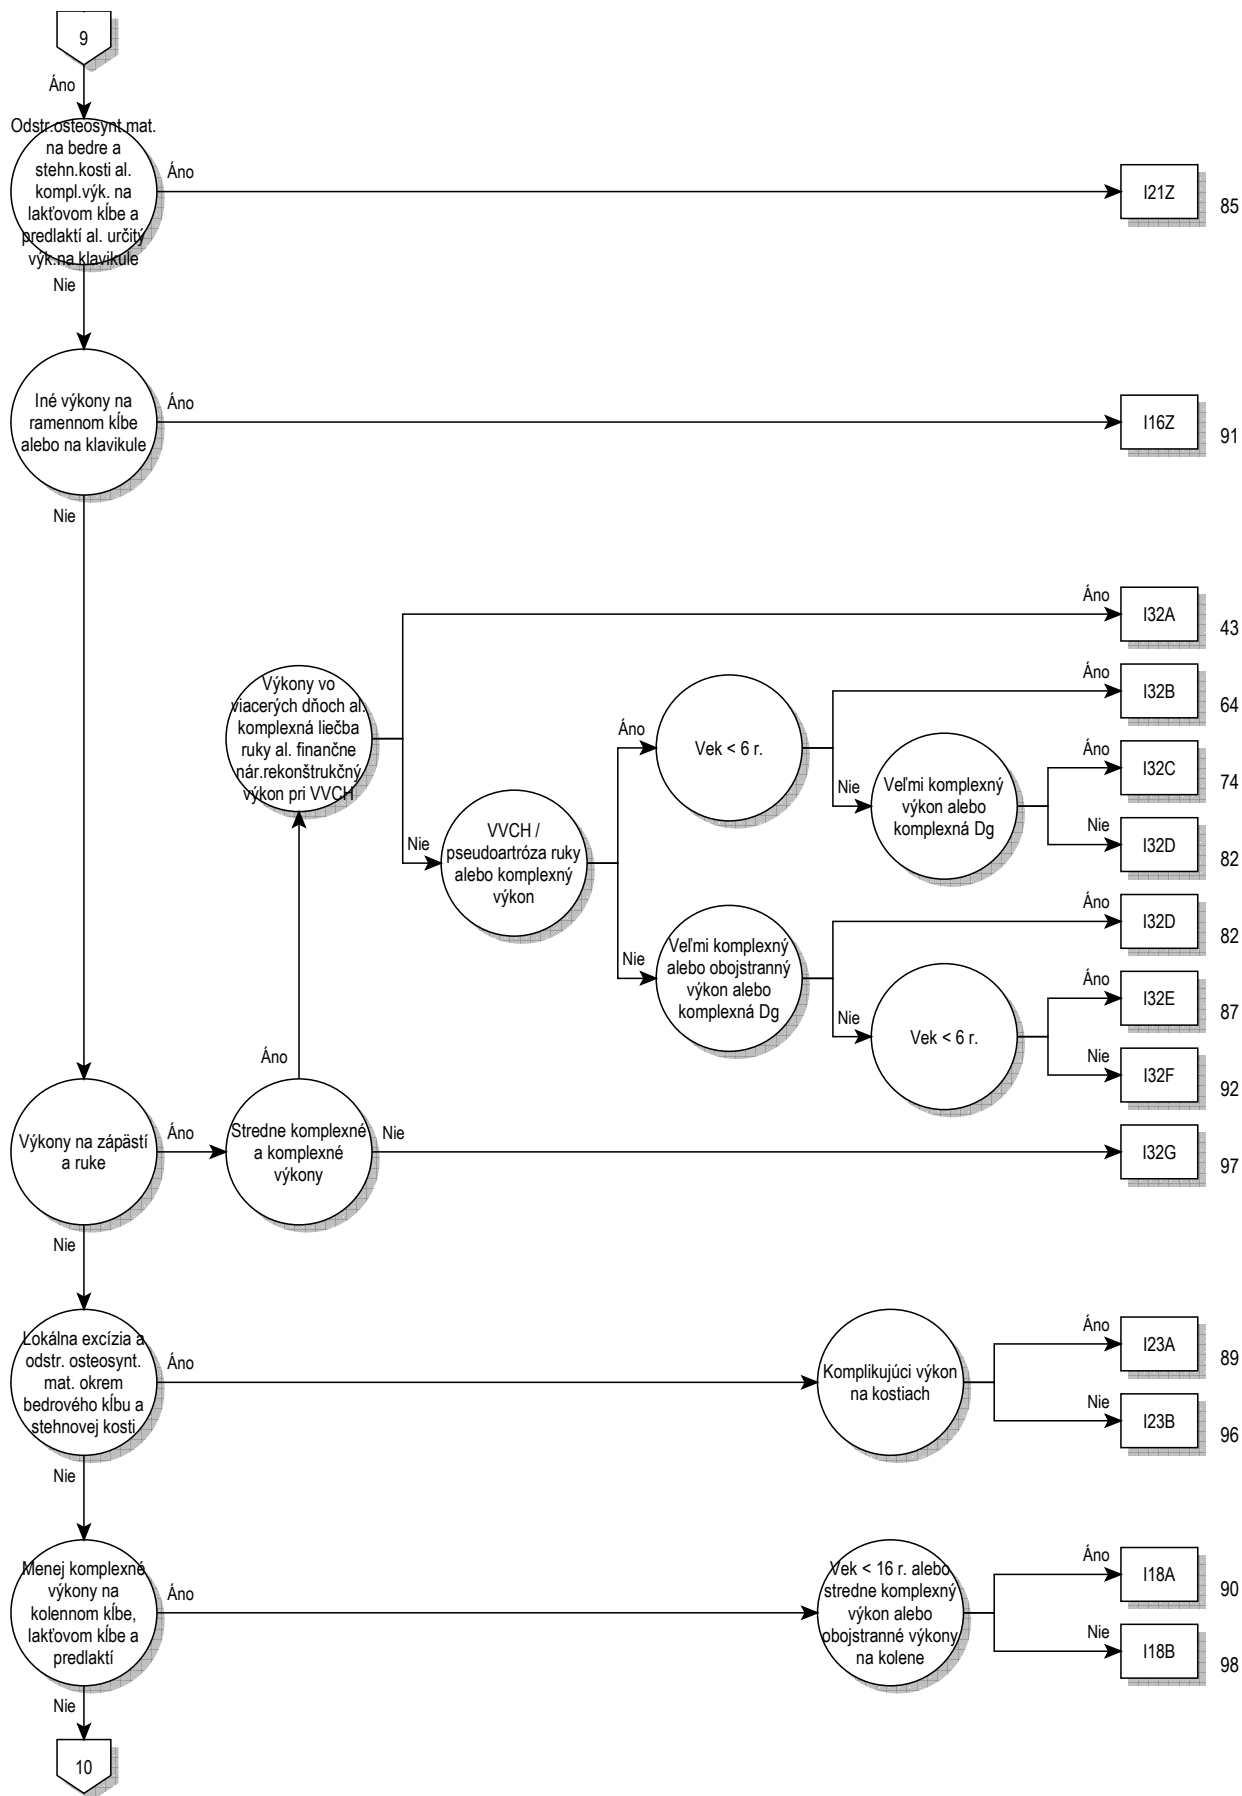 9
Áno
Odstr.osteosynt.mat.
na bedre a
stehn.kosti al.
kompl.výk. na
lakťovom kĺbe a
predlaktí al. určitý
výk.na klavikule
Áno
I21Z
85
Nie
Iné výkony na
ramennom kĺbe
alebo na klavikule
Áno
I16Z
91
Nie
Výkony vo
viacerých dňoch al.
komplexná liečba
ruky al. finančne
nár.rekonštrukčný
výkon pri VVCH
Áno
I32A
43
Nie
VVCH /
pseudoartróza ruky
alebo komplexný
výkon
Áno
Vek < 6 r.
Áno
I32B
64
Nie
Veľmi komplexný
výkon alebo
komplexná Dg
Áno
I32C
74
Nie
I32D
82
Nie
Veľmi komplexný
alebo obojstranný
výkon alebo
komplexná Dg
Áno
I32D
82
Nie
Vek < 6 r.
Áno
I32E
87
Nie
I32F
92
Áno
Výkony na zápästí
a ruke
Áno
Stredne komplexné
a komplexné
výkony
Nie
I32G
97
Nie
Lokálna excízia a
odstr. osteosynt.
mat. okrem
bedrového kĺbu a
stehnovej kosti
Áno
Komplikujúci výkon
na kostiach
Áno
I23A
89
Nie
I23B
96
Nie
Menej komplexné
výkony na
kolennom kĺbe,
lakťovom kĺbe a
predlaktí
Áno
Vek < 16 r. alebo
stredne komplexný
výkon alebo
obojstranné výkony
na kolene
Áno
I18A
90
Nie
I18B
98
Nie
10